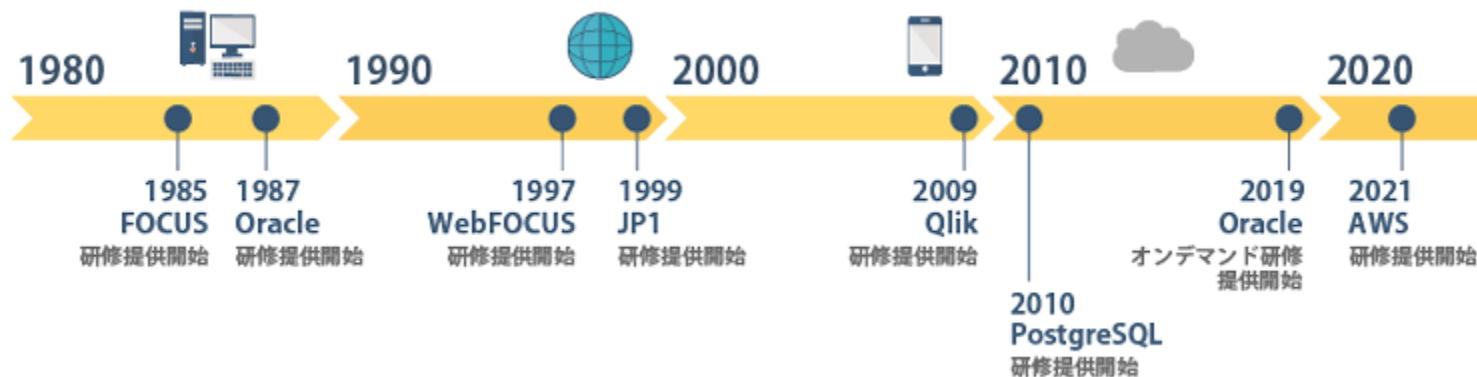 1980
1990
2000
2010
2020
1985
FOCUS
研修提供開始
1987
Oracle
研修提供開始
1997
WebFOCUS
研修提供開始
1999
JP1
研修提供開始
2009
Qlik
研修提供開始
2010
PostgreSQL
研修提供開始
2019
Oracle
オンデマンド研修
提供開始
2021
AWS
研修提供開始